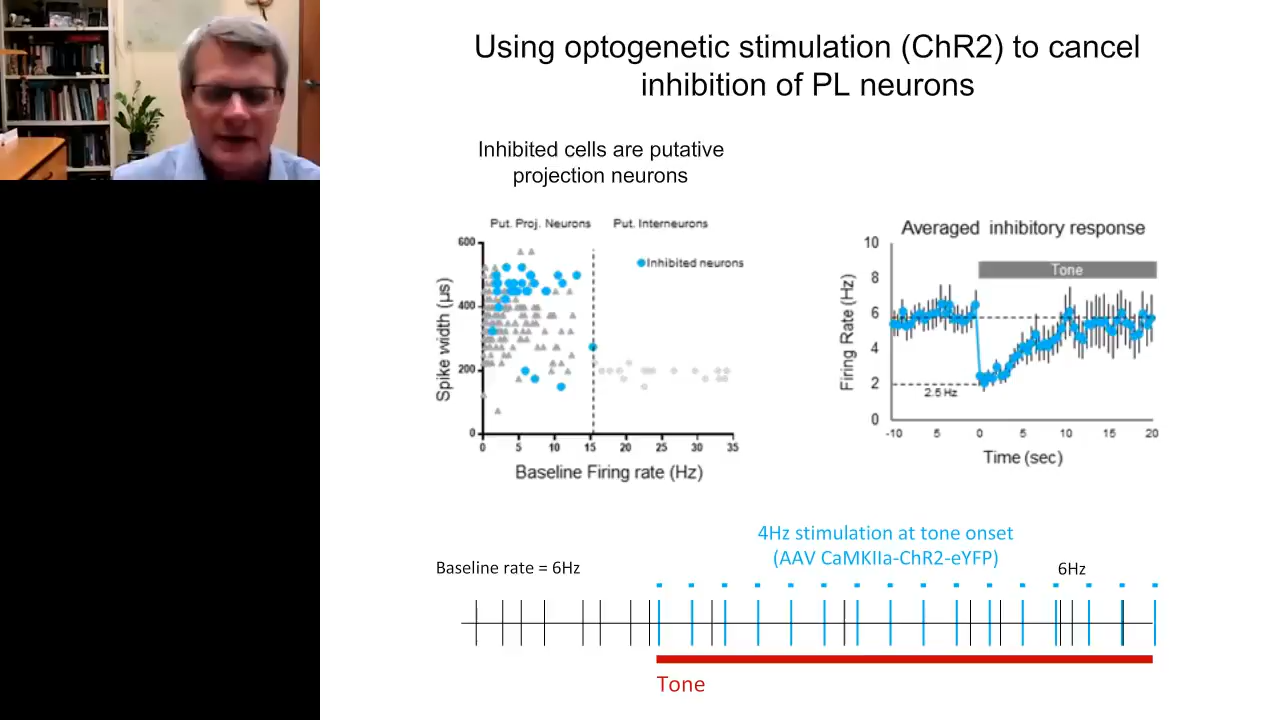 Using optogenetic stimulation (ChR2) to cancel
inhibition of PL neurons
Inhibited cells are putative
projection neurons
Put. Proj. Neurons
Put. Interneurons
Inhibited neurons
600
400
200
0
Spike width (µs)
0 5 10 15 20 25 30 35
Baseline Firing rate (Hz)
Averaged inhibitory response
Tone
10
8
6
4
2
0
Firing Rate (Hz)
2.5 Hz
-10 5 0 5 10 15 20
Time (sec)
4Hz stimulation at tone onset
(AAV CaMKIIa-ChR2-eYFP)
Baseline rate = 6Hz
6Hz
Tone